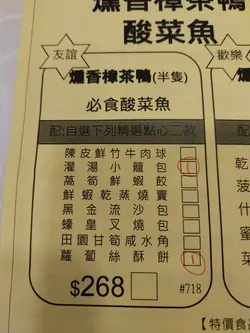 燻香樟茶鴨
酸菜魚
友誼
歡樂
燻香樟茶鴨(半隻)
必食酸菜魚
配:自選下列精選點心二款
陳皮鮮竹牛肉球
灌湯小籠包
1
萵筍鮮蝦餃
鮮蝦乾蒸燒賣
黑金流沙包
蠔皇叉燒包
田園甘筍咸水角
蘿蔔絲酥餅
1
$268
#718
乾
菠
什
蜜
【特價食